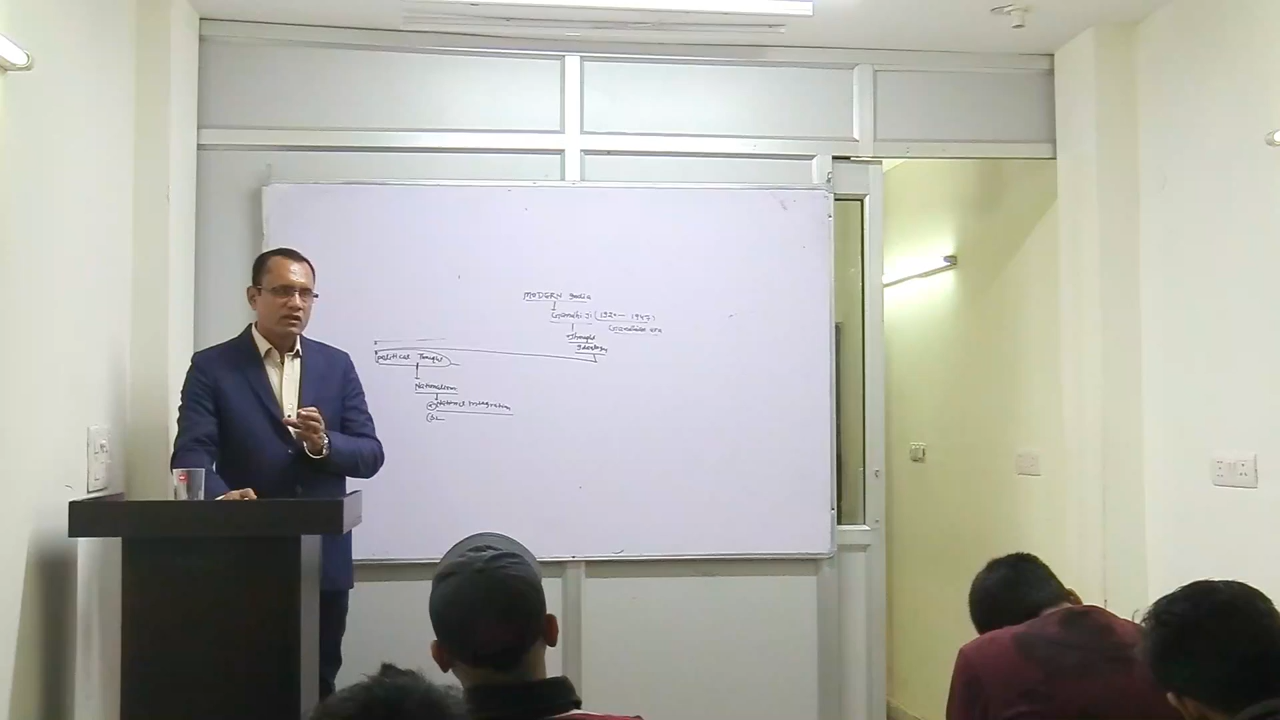 MODERN India
Gandhi Ji (1920 — 1947)
Gandhian era
Thought
Ideology
political Thought
Nationalism
National Integration